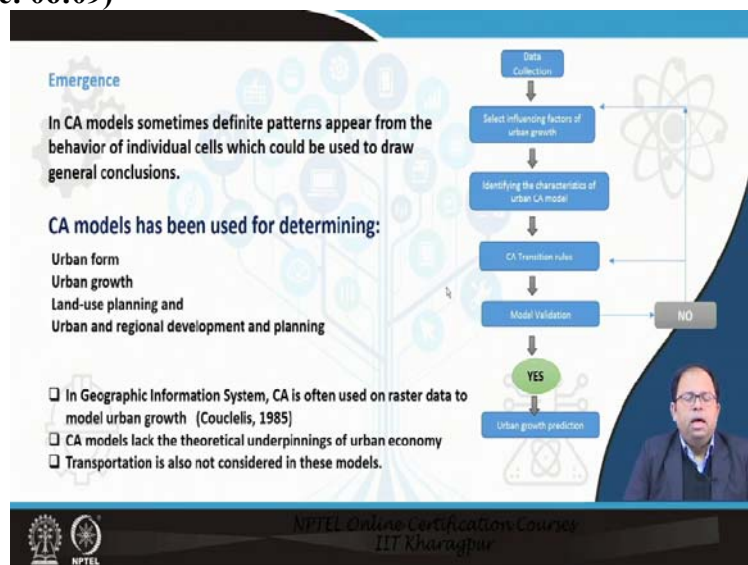 Emergence
In CA models sometimes definite patterns appear from the
behavior of individual cells which could be used to draw
general conclusions.
CA models has been used for determining:
Urban form
Urban growth
Land-use planning and
Urban and regional development and planning
In Geographic Information System, CA is often used on raster data to
model urban growth (Couclelis, 1985)
CA models lack the theoretical underpinnings of urban economy
Transportation is also not considered in these models.
Data
Collection
Select influencing factors of
urban growth
Identifying the characteristics of
urban CA model
CA Transition rules
Model Validation
NO
YES
Urban growth prediction
NPTEL Online Certification Courses
IIT Kharagpur
NPTEL